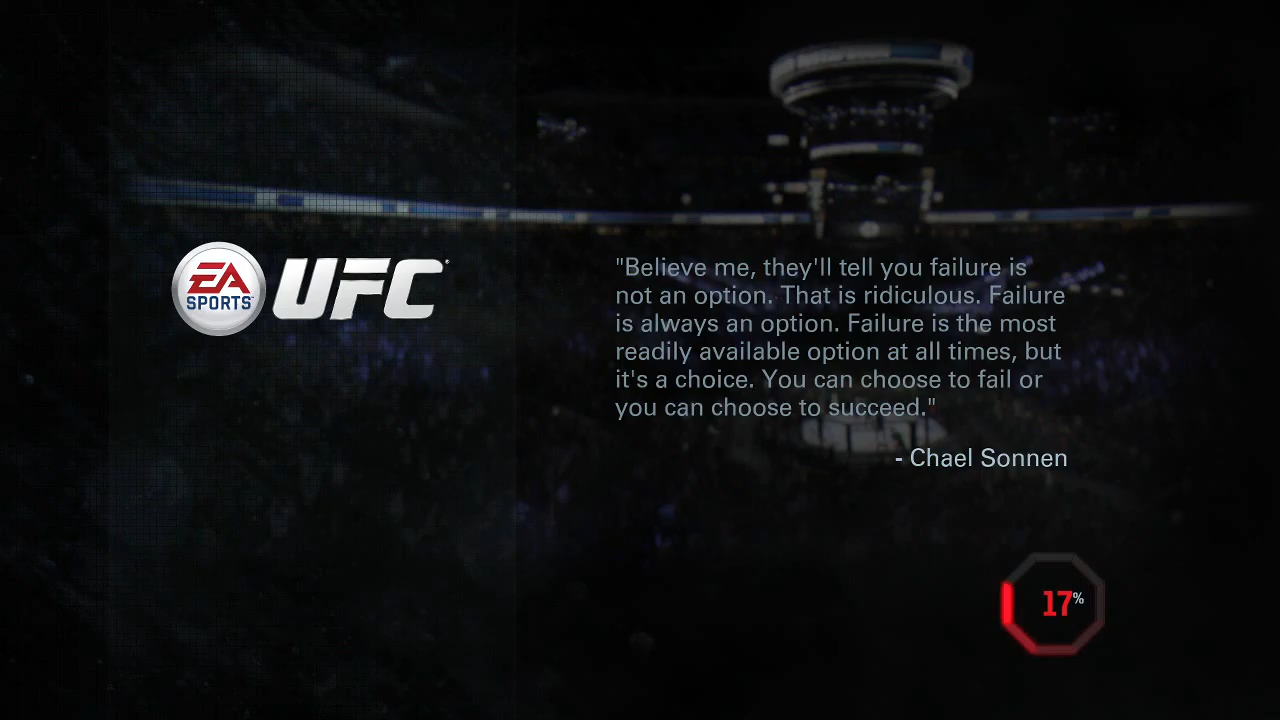 EA
SPORTS™
UFC®
"Believe me, they'll tell you failure is
not an option. That is ridiculous. Failure
is always an option. Failure is the most
readily available option at all times, but
it's a choice. You can choose to fail or
you can choose to succeed."
- Chael Sonnen
17%